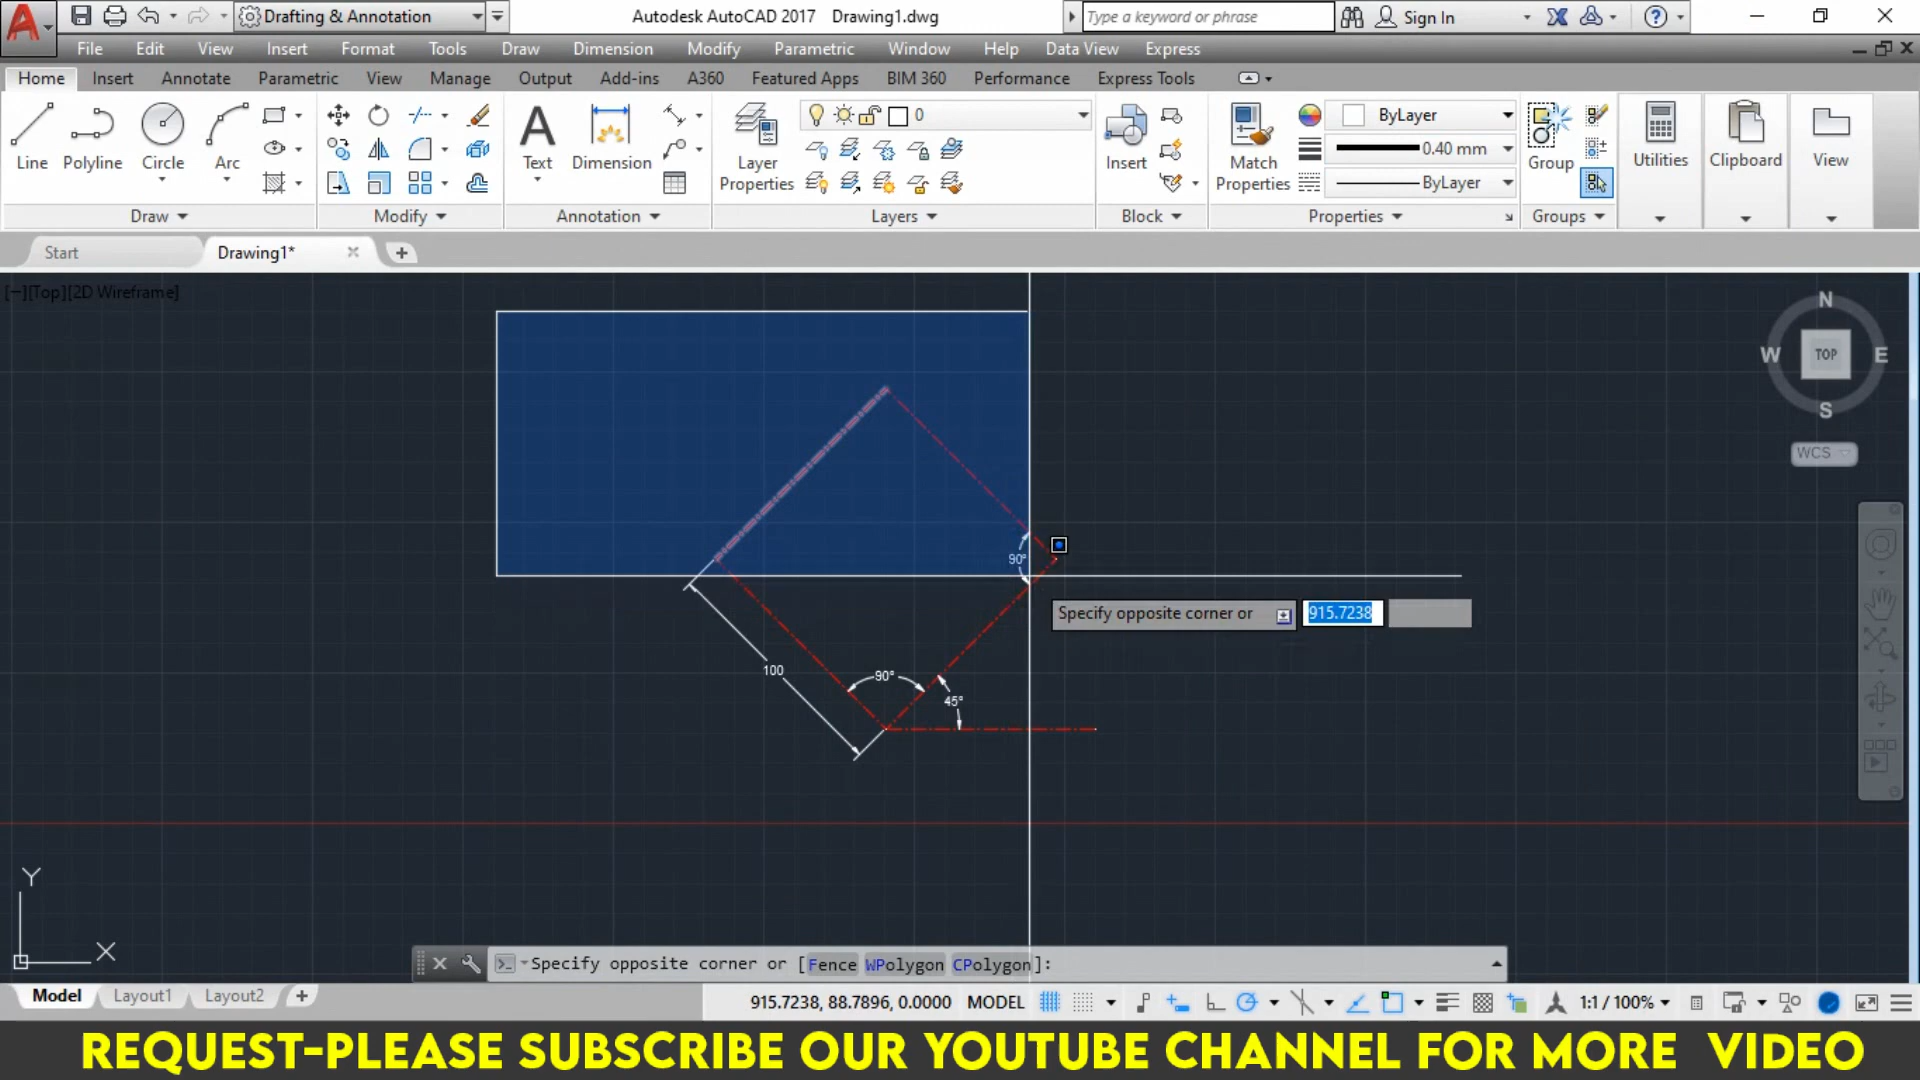 Drafting & Annotation
Autodesk AutoCAD 2017 Drawing1.dwg
Type a keyword or phrase
Sign In
File Edit View Insert Format Tools Draw Dimension Modify Parametric Window Help Data View Express
Home Insert Annotate Parametric View Manage Output Add-ins A360 Featured Apps BIM 360 Performance Express Tools
Line Polyline Circle Arc
Text Dimension
Layer Properties
0
Insert
Match Properties
ByLayer
0.40 mm
ByLayer
Group
Utilities Clipboard View
Draw Modify Annotation Layers Block Properties Groups
Start Drawing1* 
[−][Top][2D Wireframe]
N
W TOP E
S
WCS
90°
Specify opposite corner or 915.7238
100
90°
45°
Y
X
Specify opposite corner or [Fence WPolygon CPolygon]:
Model Layout1 Layout2 +
915.7238, 88.7896, 0.0000 MODEL 1:1 / 100%
REQUEST-PLEASE SUBSCRIBE OUR YOUTUBE CHANNEL FOR MORE VIDEO